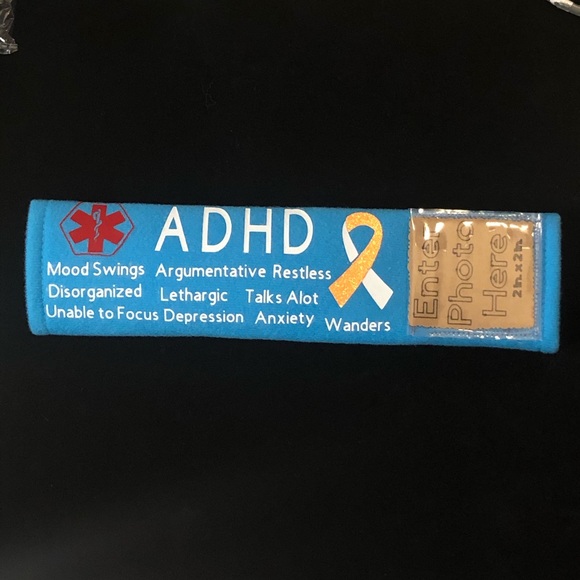 ADHD
Mood Swings Argumentative Restless
Disorganized Lethargic Talks Alot
Unable to Focus Depression Anxiety Wanders
Enter
Photo
Here
2in.x2in.